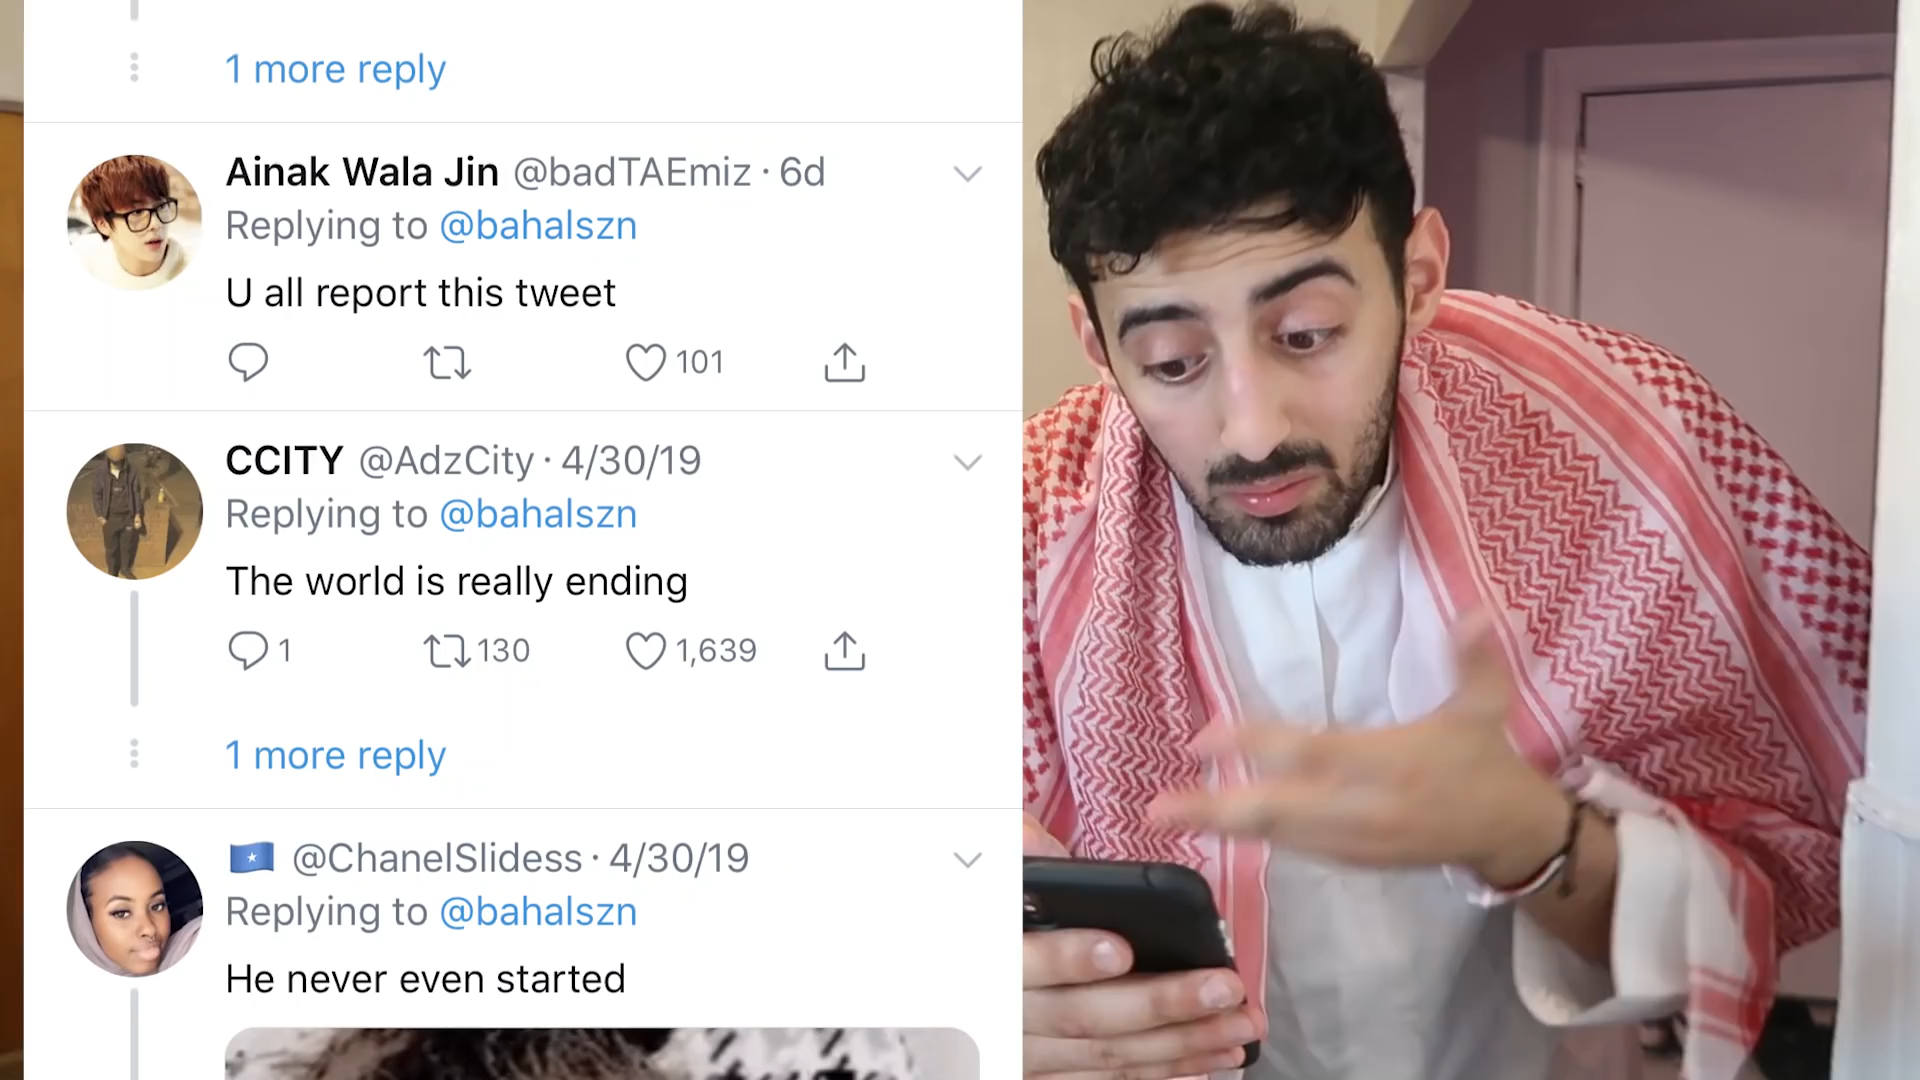 1 more reply
Ainak Wala Jin @badTAEmiz · 6d
Replying to @bahalszn
U all report this tweet
101
CCITY @AdzCity · 4/30/19
Replying to @bahalszn
The world is really ending
1 130 1,639
1 more reply
@ChanelSlidess · 4/30/19
Replying to @bahalszn
He never even started